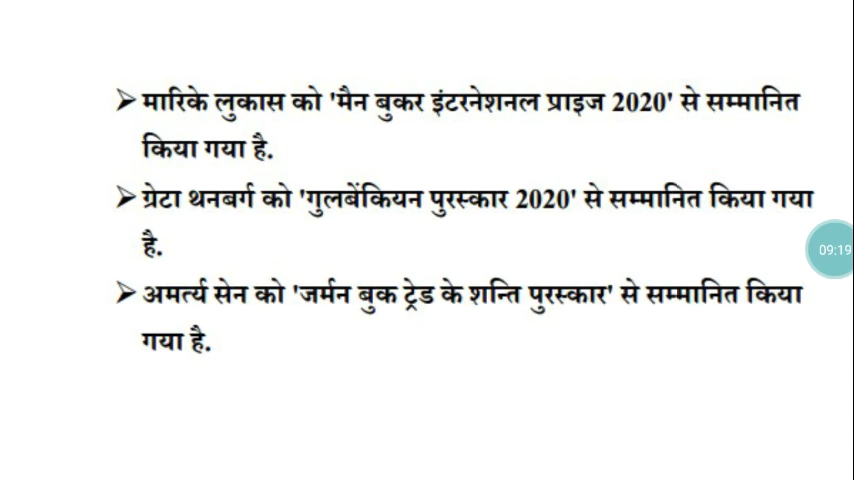 ➢ मारिके लुकास को 'मैन बुकर इंटरनेशनल प्राइज 2020' से सम्मानित
किया गया है.
➢ ग्रेटा थनबर्ग को 'गुलबेंकियन पुरस्कार 2020' से सम्मानित किया गया
है.
➢ अमर्त्य सेन को 'जर्मन बुक ट्रेड के शन्ति पुरस्कार' से सम्मानित किया
गया है.
09:19